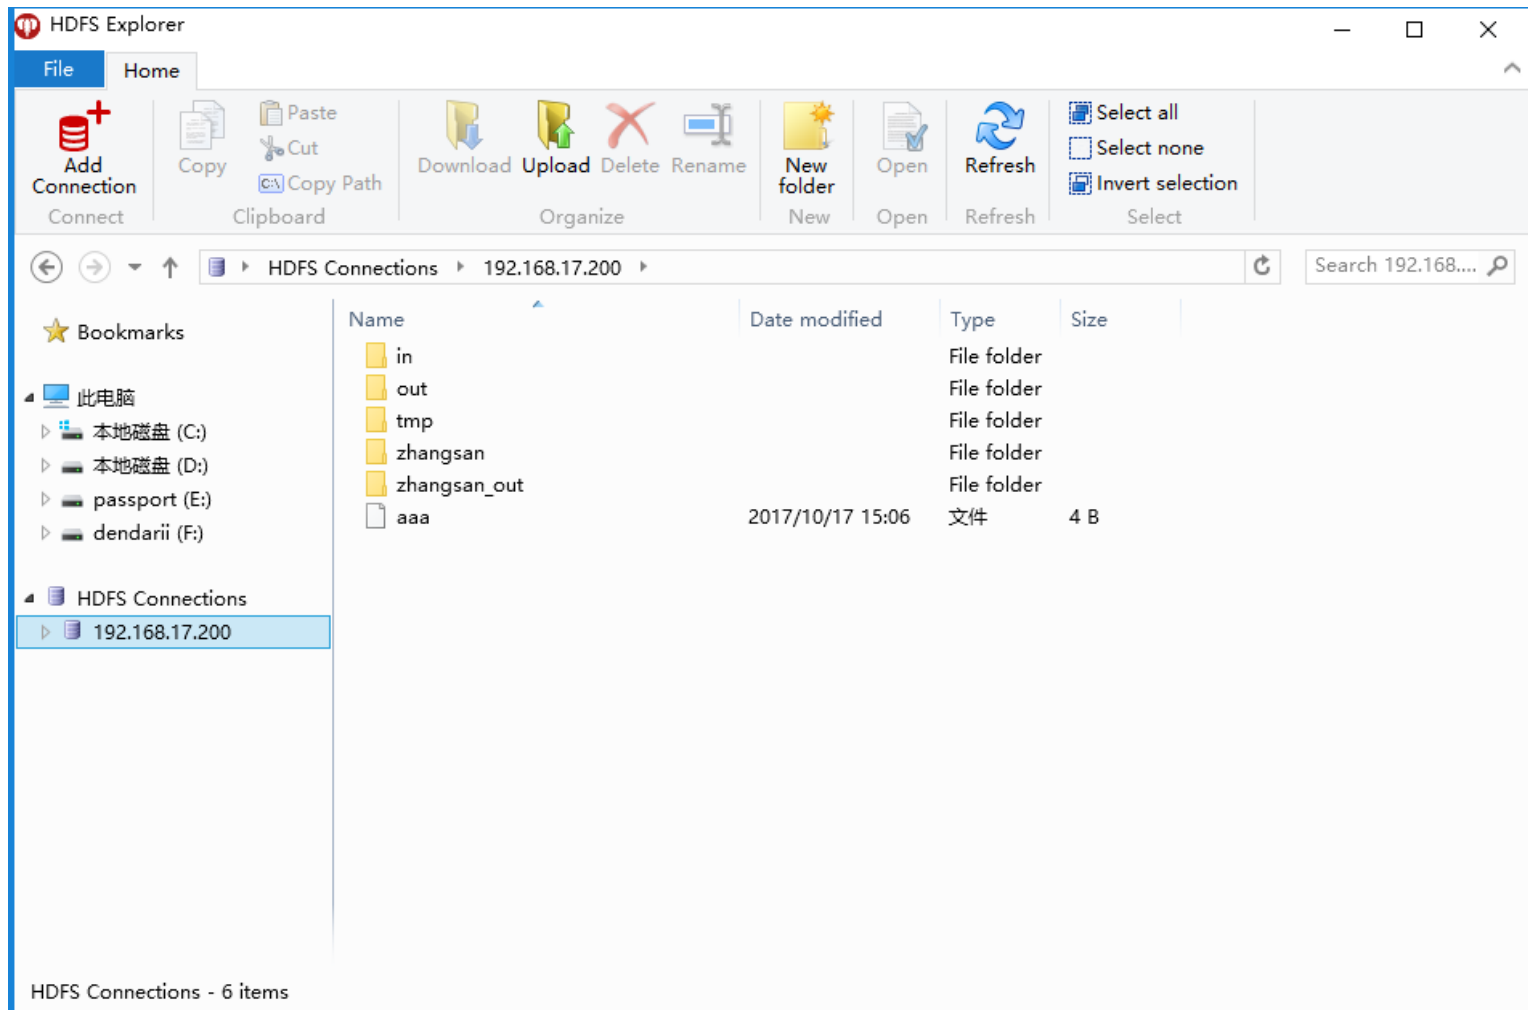 HDFS Explorer
File Home
Add Connection
Copy
Paste
Cut
C:\ Copy Path
Download Upload Delete Rename
New folder
Open
Refresh
Select all
Select none
Invert selection
Connect Clipboard Organize New Open Refresh Select
HDFS Connections 192.168.17.200
Search 192.168....
Bookmarks
此电脑
本地磁盘 (C:)
本地磁盘 (D:)
passport (E:)
dendarii (F:)
HDFS Connections
192.168.17.200
Name Date modified Type Size
in File folder
out File folder
tmp File folder
zhangsan File folder
zhangsan_out File folder
aaa 2017/10/17 15:06 文件 4 B
HDFS Connections - 6 items